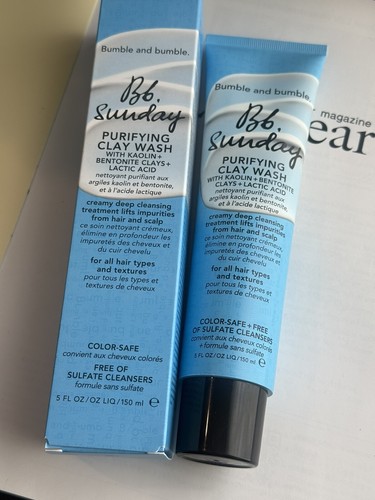 Bumble and bumble.
Bb.
Sunday
PURIFYING
CLAY WASH
WITH KAOLIN +
BENTONITE CLAYS +
LACTIC ACID
nettoyant purifiant aux
argiles kaolin et bentonite,
et à l'acide lactique
creamy deep cleansing
treatment lifts impurities
from hair and scalp
ce soin nettoyant crémeux,
élimine en profondeur les
impuretés des cheveux et
du cuir chevelu
for all hair types
and textures
pour tous les types et
textures de cheveux
COLOR-SAFE
convient aux cheveux colorés
FREE OF
SULFATE CLEANSERS
formule sans sulfate
5 FL OZ/OZ LIQ/150 ml e
Bumble and bumble.
Bb.
Sunday
PURIFYING
CLAY WASH
WITH KAOLIN + BENTONITE
CLAYS + LACTIC ACID
nettoyant purifiant aux
argiles kaolin et bentonite,
et à l'acide lactique
creamy deep cleansing
treatment lifts impurities
from hair and scalp
ce soin nettoyant crémeux,
élimine en profondeur les
impuretés des cheveux et
du cuir chevelu
for all hair types
and textures
pour tous les types et
textures de cheveux
COLOR-SAFE + FREE
OF SULFATE CLEANSERS
convient aux cheveux colorés
+ formule sans sulfate
5 FL OZ/OZ LIQ/150 ml e
magazine
ear